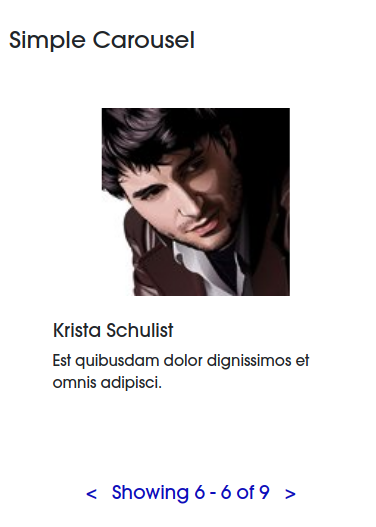 Simple Carousel
Krista Schulist
Est quibusdam dolor dignissimos et
omnis adipisci.
< Showing 6 - 6 of 9 >